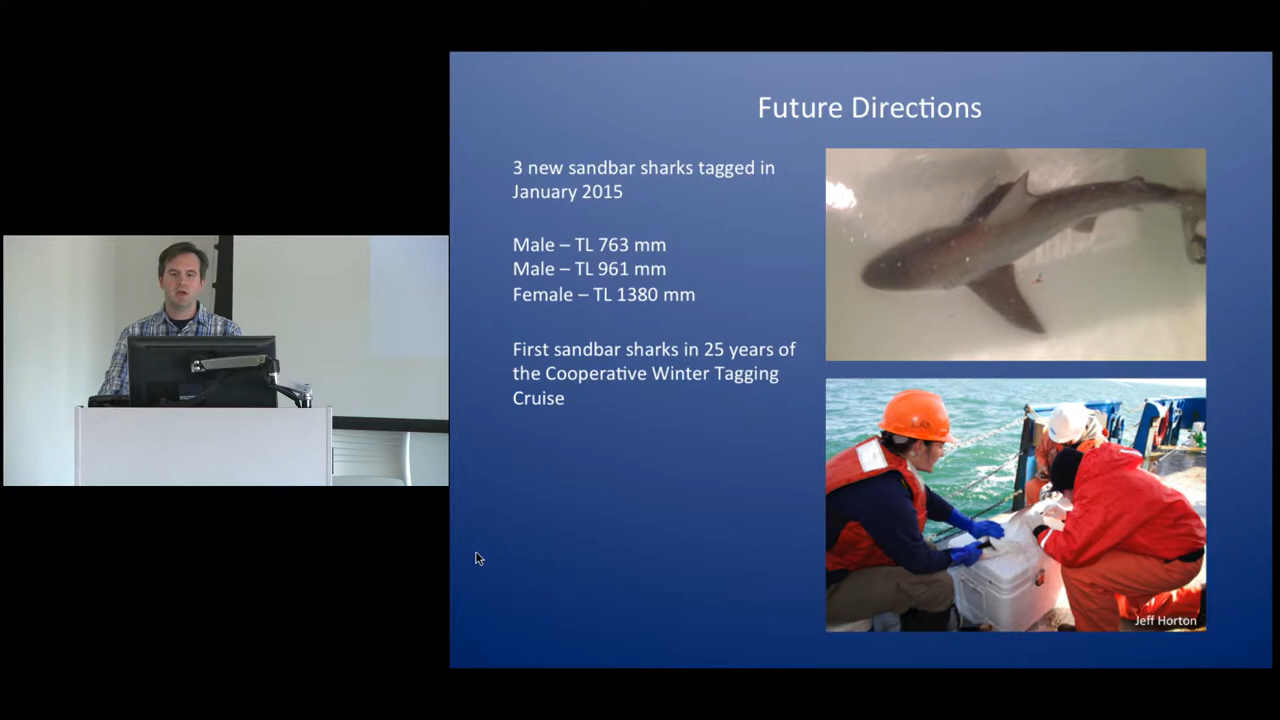 Future Directions
3 new sandbar sharks tagged in
January 2015
Male – TL 763 mm
Male – TL 961 mm
Female – TL 1380 mm
First sandbar sharks in 25 years of
the Cooperative Winter Tagging
Cruise
Jeff Horton